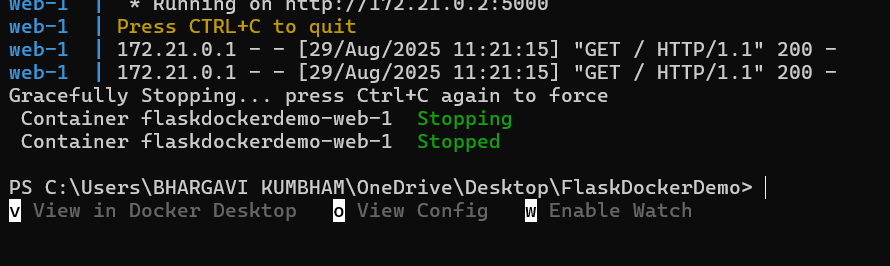 web-1  |  * Running on http://172.21.0.2:5000
web-1  | Press CTRL+C to quit
web-1  | 172.21.0.1 - - [29/Aug/2025 11:21:15] "GET / HTTP/1.1" 200 -
web-1  | 172.21.0.1 - - [29/Aug/2025 11:21:15] "GET / HTTP/1.1" 200 -
Gracefully Stopping... press Ctrl+C again to force
Container flaskdockerdemo-web-1  Stopping
Container flaskdockerdemo-web-1  Stopped
PS C:\Users\BHARGAVI KUMBHAM\OneDrive\Desktop\FlaskDockerDemo>
v View in Docker Desktop   o View Config   w Enable Watch